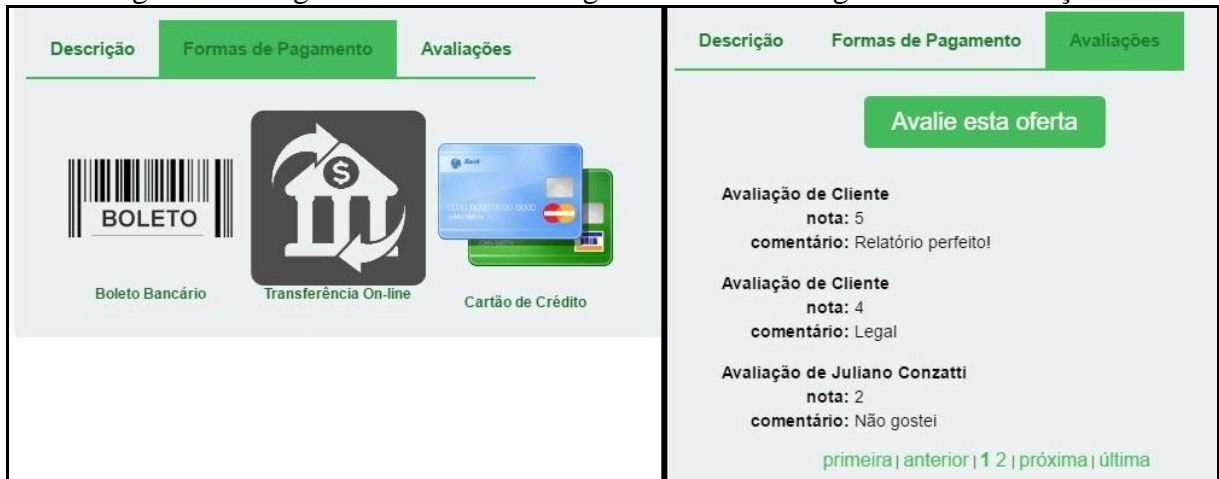 Descrição Formas de Pagamento Avaliações
BOLETO
$
Boleto Bancário Transferência On-line Cartão de Crédito
Descrição Formas de Pagamento Avaliações
Avalie esta oferta
Avaliação de Cliente
nota: 5
comentário: Relatório perfeito!
Avaliação de Cliente
nota: 4
comentário: Legal
Avaliação de Juliano Conzatti
nota: 2
comentário: Não gostei
primeira | anterior | 1 2 | próxima | última